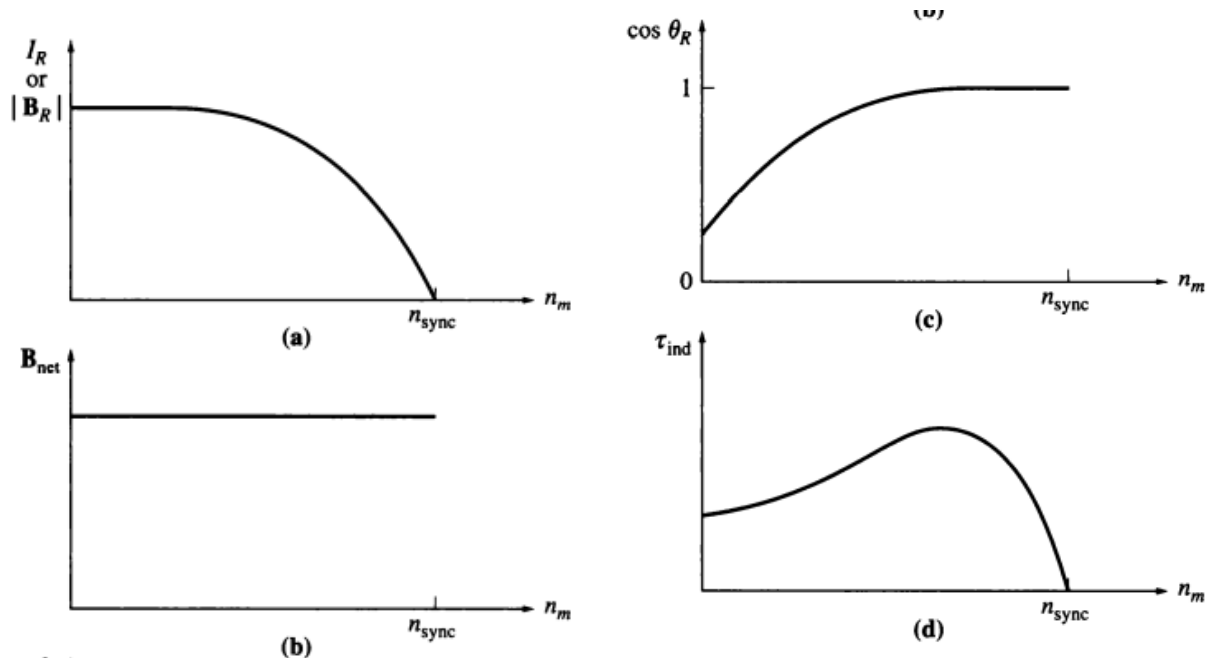 I_R
or
|B_R|
n_sync
n_m
(a)
B_net
n_sync
n_m
(b)
(b)
cos θ_R
1
0
n_sync
n_m
(c)
τ_ind
n_sync
n_m
(d)